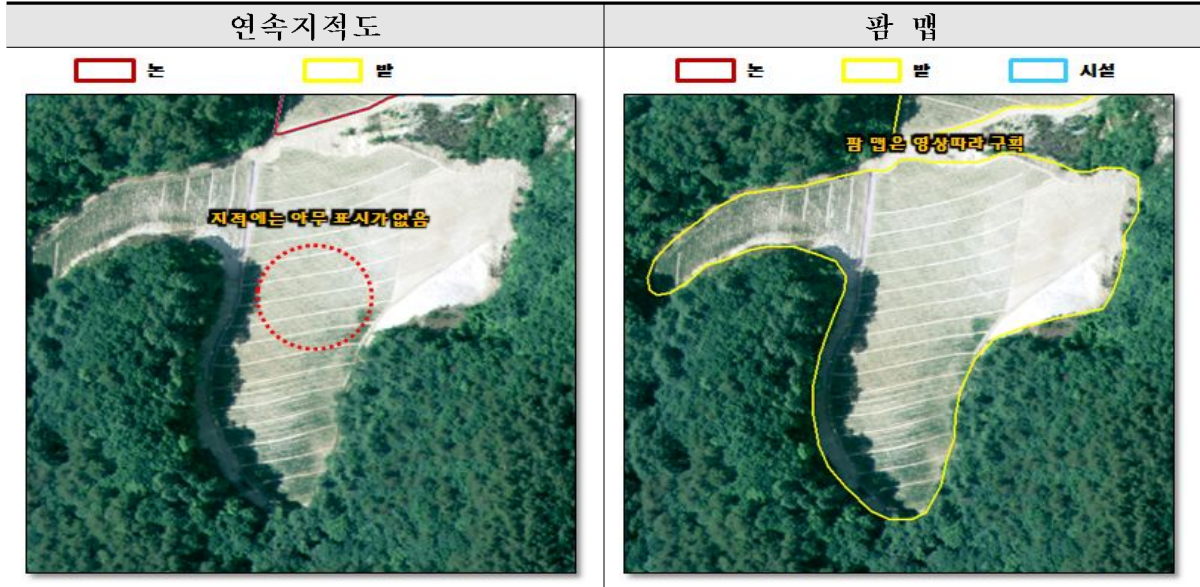 연속지적도
팜 맵
논 밭
논 밭 시설
지적에는 아무 표시가 없음
팜 맵은 영상따라 구획